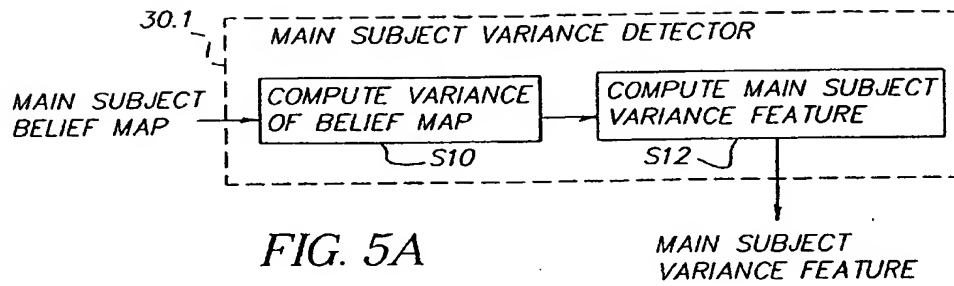 30.1
MAIN SUBJECT VARIANCE DETECTOR
MAIN SUBJECT
BELIEF MAP
COMPUTE VARIANCE
OF BELIEF MAP
S10
COMPUTE MAIN SUBJECT
VARIANCE FEATURE
S12
FIG. 5A
MAIN SUBJECT
VARIANCE FEATURE